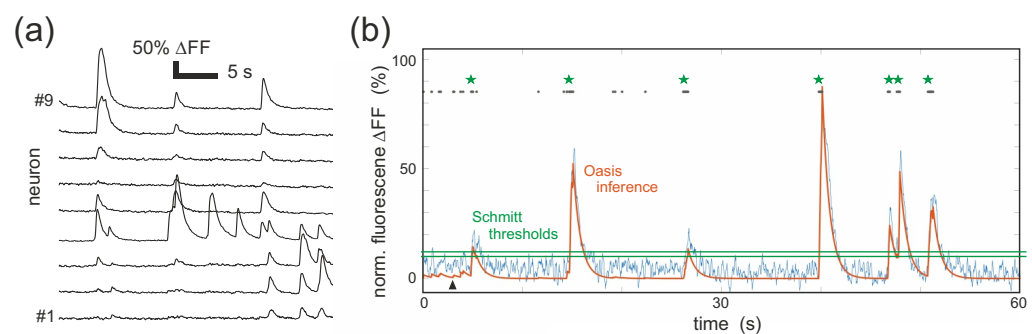 (a)
50% ΔFF
5 s
#9
neuron
#1
(b)
norm. fluorescene ΔFF (%)
100
50
0
Oasis
inference
Schmitt
thresholds
0
30
60
time (s)